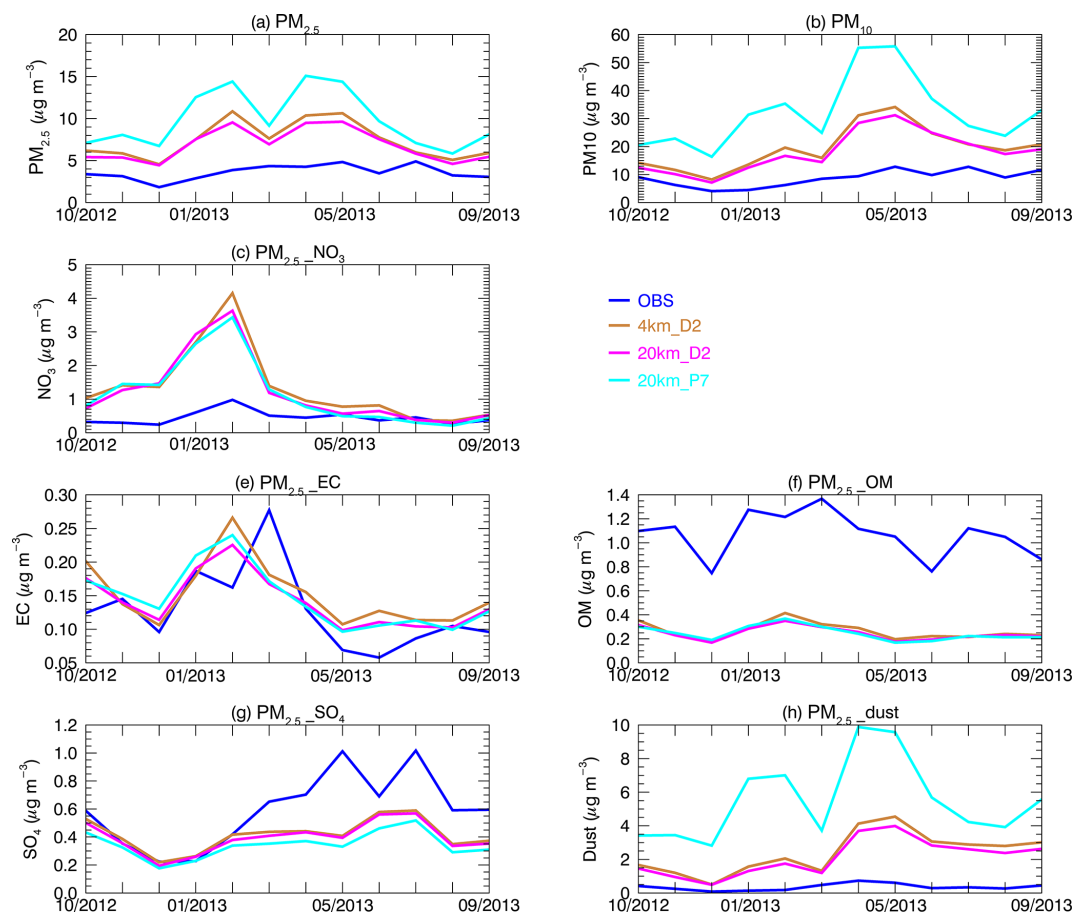 (a) PM2.5
PM2.5 (μg m−3)
20
15
10
5
0
10/2012 01/2013 05/2013 09/2013
(b) PM10
PM10 (μg m−3)
60
50
40
30
20
10
0
10/2012 01/2013 05/2013 09/2013
(c) PM2.5_NO3
NO3 (μg m−3)
5
4
3
2
1
0
10/2012 01/2013 05/2013 09/2013
OBS
4km_D2
20km_D2
20km_P7
(e) PM2.5_EC
EC (μg m−3)
0.30
0.25
0.20
0.15
0.10
0.05
10/2012 01/2013 05/2013 09/2013
(f) PM2.5_OM
OM (μg m−3)
1.4
1.2
1.0
0.8
0.6
0.4
0.2
0.0
10/2012 01/2013 05/2013 09/2013
(g) PM2.5_SO4
SO4 (μg m−3)
1.2
1.0
0.8
0.6
0.4
0.2
0.0
10/2012 01/2013 05/2013 09/2013
(h) PM2.5_dust
Dust (μg m−3)
10
8
6
4
2
0
10/2012 01/2013 05/2013 09/2013